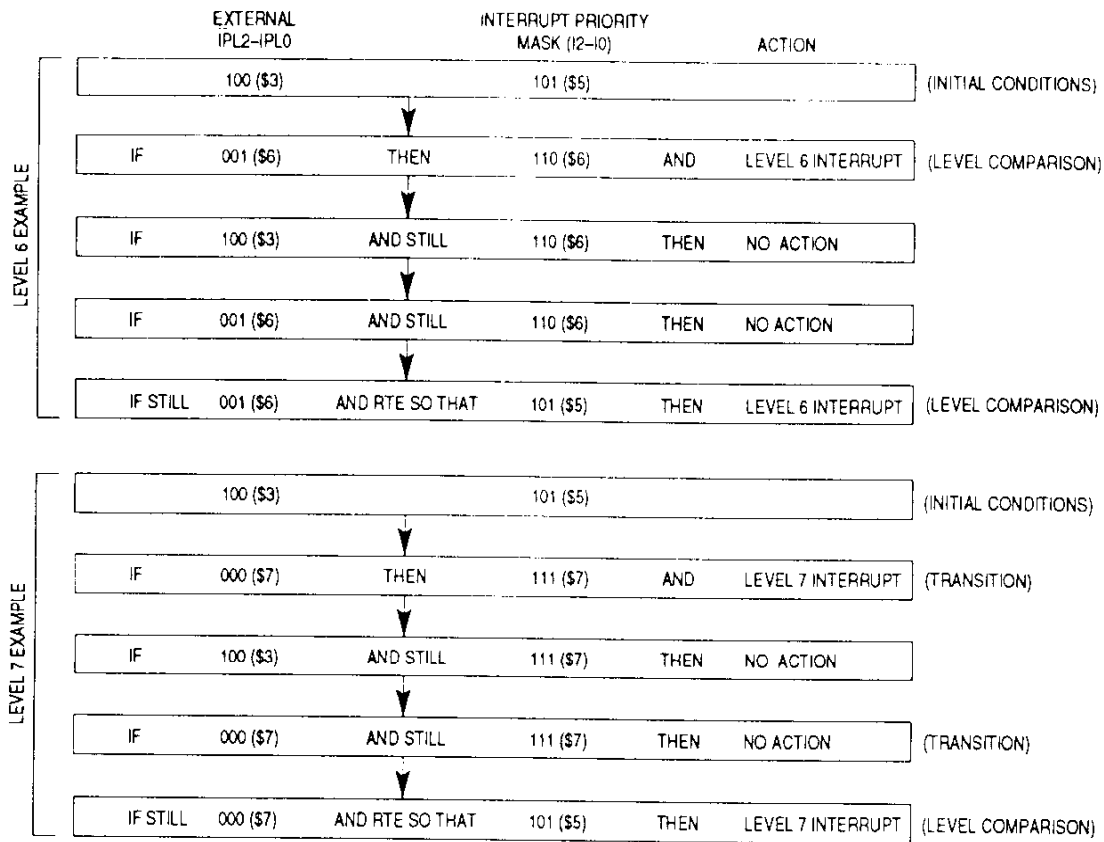 EXTERNAL IPL2–IPL0 INTERRUPT PRIORITY MASK (I2–I0) ACTION
LEVEL 6 EXAMPLE
100 ($3) 101 ($5) (INITIAL CONDITIONS)
IF 001 ($6) THEN 110 ($6) AND LEVEL 6 INTERRUPT (LEVEL COMPARISON)
IF 100 ($3) AND STILL 110 ($6) THEN NO ACTION
IF 001 ($6) AND STILL 110 ($6) THEN NO ACTION
IF STILL 001 ($6) AND RTE SO THAT 101 ($5) THEN LEVEL 6 INTERRUPT (LEVEL COMPARISON)
LEVEL 7 EXAMPLE
100 ($3) 101 ($5) (INITIAL CONDITIONS)
IF 000 ($7) THEN 111 ($7) AND LEVEL 7 INTERRUPT (TRANSITION)
IF 100 ($3) AND STILL 111 ($7) THEN NO ACTION
IF 000 ($7) AND STILL 111 ($7) THEN NO ACTION (TRANSITION)
IF STILL 000 ($7) AND RTE SO THAT 101 ($5) THEN LEVEL 7 INTERRUPT (LEVEL COMPARISON)